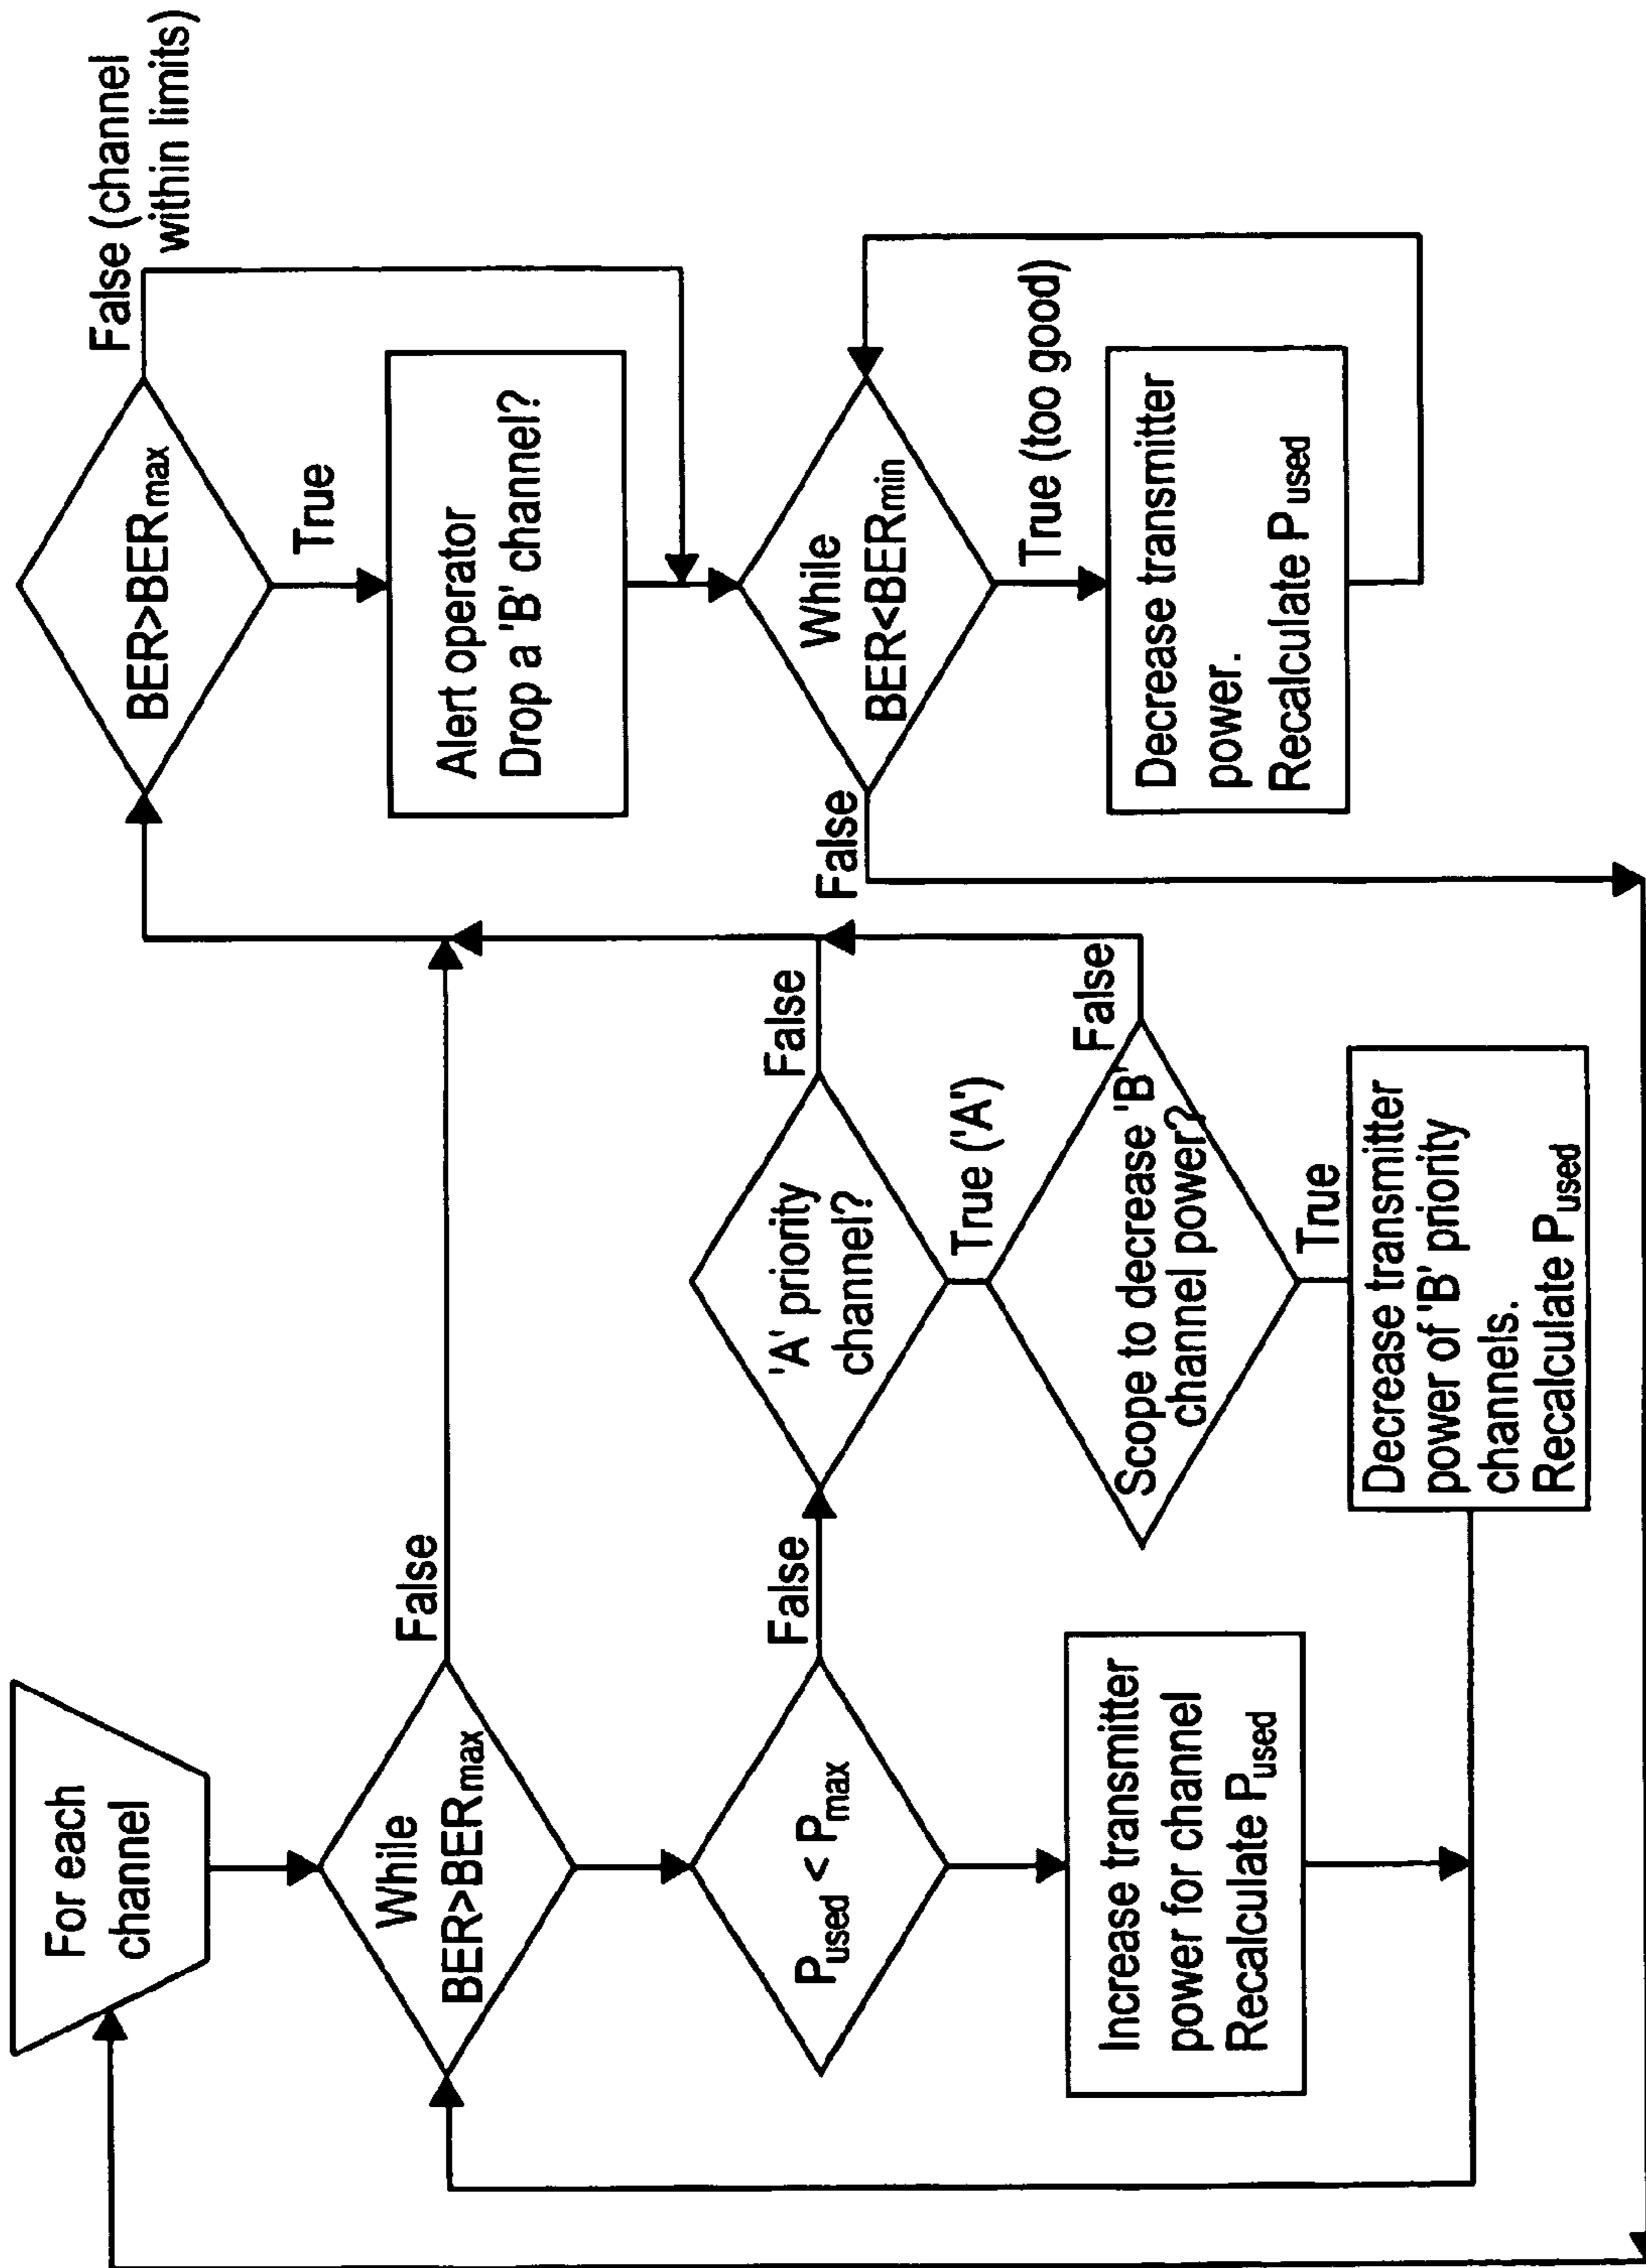 For each
channel
While
BER>BERmax
False
Pused < Pmax
False
Increase transmitter
power for channel
Recalculate Pused
'A' priority
channel?
False
True ('A')
Scope to decrease 'B'
channel power?
False
True
Decrease transmitter
power of 'B' priority
channels.
Recalculate Pused
BER>BERmax
False (channel
within limits)
True
Alert operator
Drop a 'B' channel?
While
BER<BERmin
False
True (too good)
Decrease transmitter
power.
Recalculate Pused